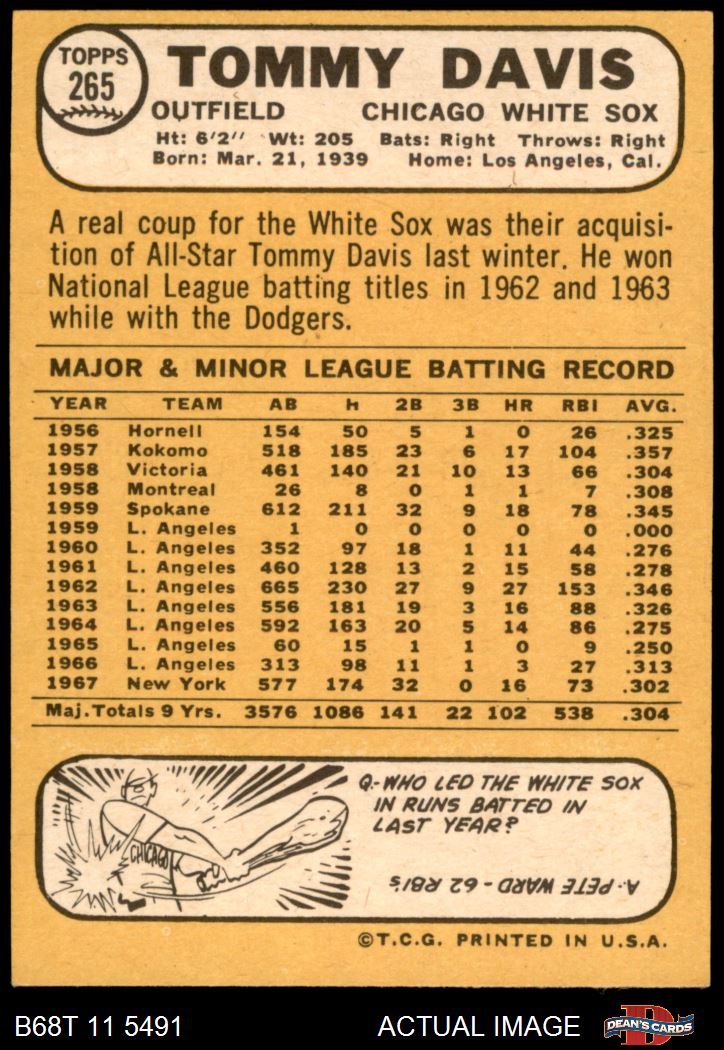 TOPPS
265
TOMMY DAVIS
OUTFIELD CHICAGO WHITE SOX
Ht: 6'2" Wt: 205 Bats: Right Throws: Right
Born: Mar. 21, 1939 Home: Los Angeles, Cal.
A real coup for the White Sox was their acquisi-
tion of All-Star Tommy Davis last winter. He won
National League batting titles in 1962 and 1963
while with the Dodgers.
MAJOR & MINOR LEAGUE BATTING RECORD
YEAR TEAM AB h 2B 3B HR RBI AVG.
1956 Hornell 154 50 5 1 0 26 .325
1957 Kokomo 518 185 23 6 17 104 .357
1958 Victoria 461 140 21 10 13 66 .304
1958 Montreal 26 8 0 1 1 7 .308
1959 Spokane 612 211 32 9 18 78 .345
1959 L. Angeles 1 0 0 0 0 0 .000
1960 L. Angeles 352 97 18 1 11 44 .276
1961 L. Angeles 460 128 13 2 15 58 .278
1962 L. Angeles 665 230 27 9 27 153 .346
1963 L. Angeles 556 181 19 3 16 88 .326
1964 L. Angeles 592 163 20 5 14 86 .275
1965 L. Angeles 60 15 1 1 0 9 .250
1966 L. Angeles 313 98 11 1 3 27 .313
1967 New York 577 174 32 0 16 73 .302
Maj. Totals 9 Yrs. 3576 1086 141 22 102 538 .304
CHICAGO
Q.- WHO LED THE WHITE SOX
IN RUNS BATTED IN
LAST YEAR?
A.- PETE WARD - 62 RBI's
©T.C.G. PRINTED IN U.S.A.
B68T 11 5491 ACTUAL IMAGE
D
DEAN'S CARDS